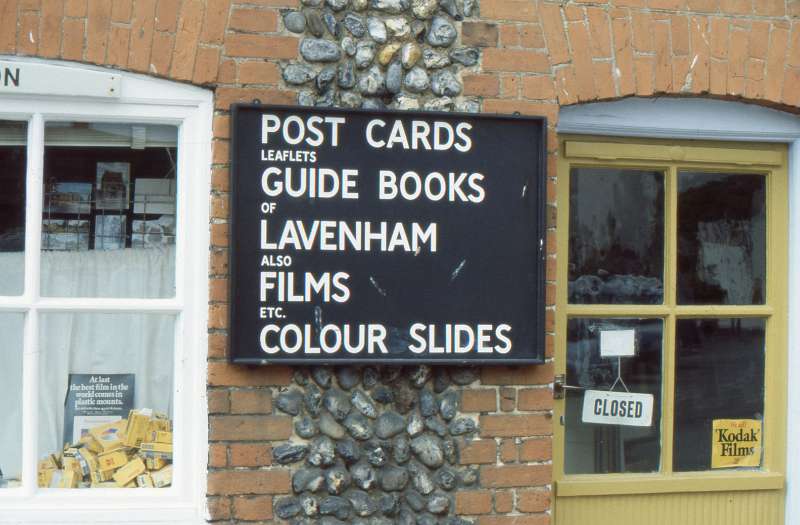 ON
POST CARDS
LEAFLETS
GUIDE BOOKS
OF
LAVENHAM
ALSO
FILMS
ETC.
COLOUR SLIDES
At last
the best film in the
world comes in
plastic mounts.
CLOSED
'Kodak'
Films